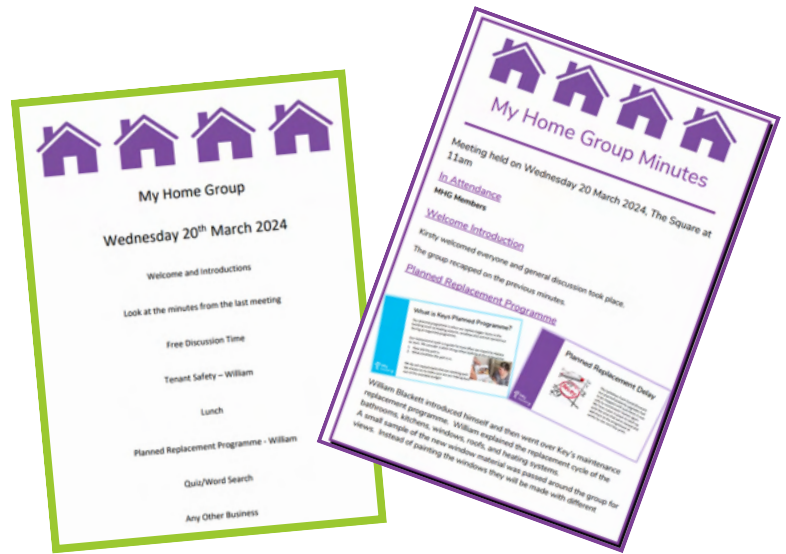 My Home Group
Wednesday 20th March 2024
Welcome and Introductions
Look at the minutes from the last meeting
Free Discussion Time
Tenant Safety – William
Lunch
Planned Replacement Programme - William
Quiz/Word Search
Any Other Business
My Home Group Minutes
Meeting held on Wednesday 20 March 2024, The Square at
11am
In Attendance
MHG Members
Welcome Introduction
Kirsty welcomed everyone and general discussion took place.
The group recapped on the previous minutes.
Planned Replacement Programme
What is Keys Planned Programme?
Planned Replacement Delay
William Blackett introduced himself and then went over Key's maintenance
replacement programme. William explained the replacement cycle of the
bathrooms, kitchens, windows, roofs, and heating systems.
A small sample of the new window material was passed around the group for
views. Instead of painting the windows they will be made with different